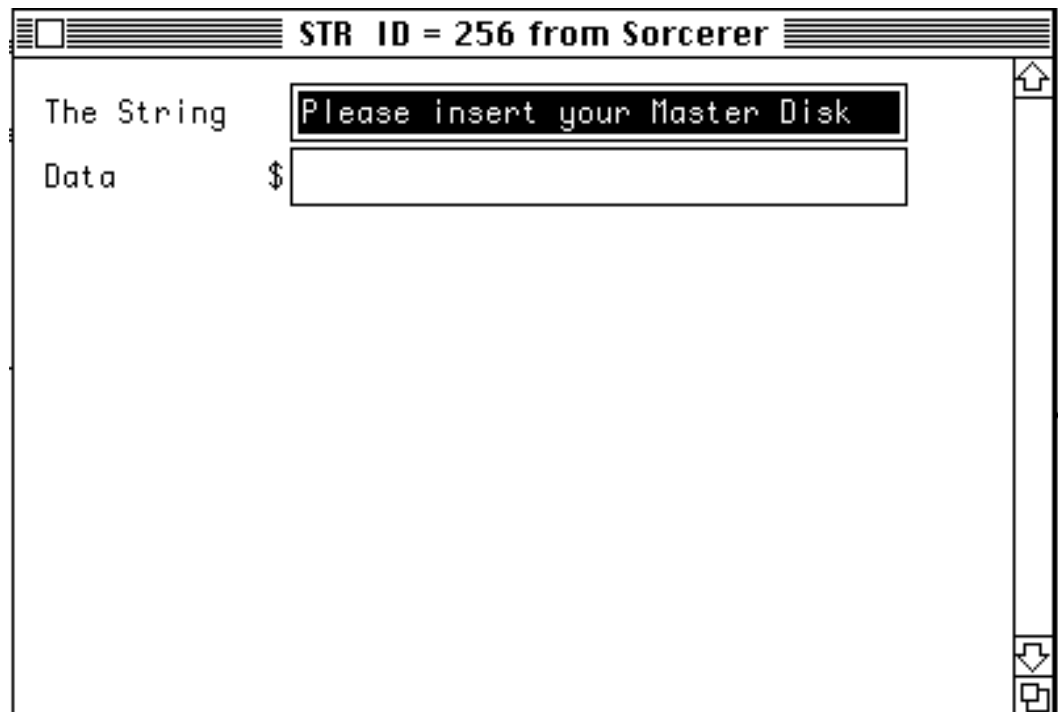 STR ID = 256 from Sorcerer
The String Please insert your Master Disk
Data $